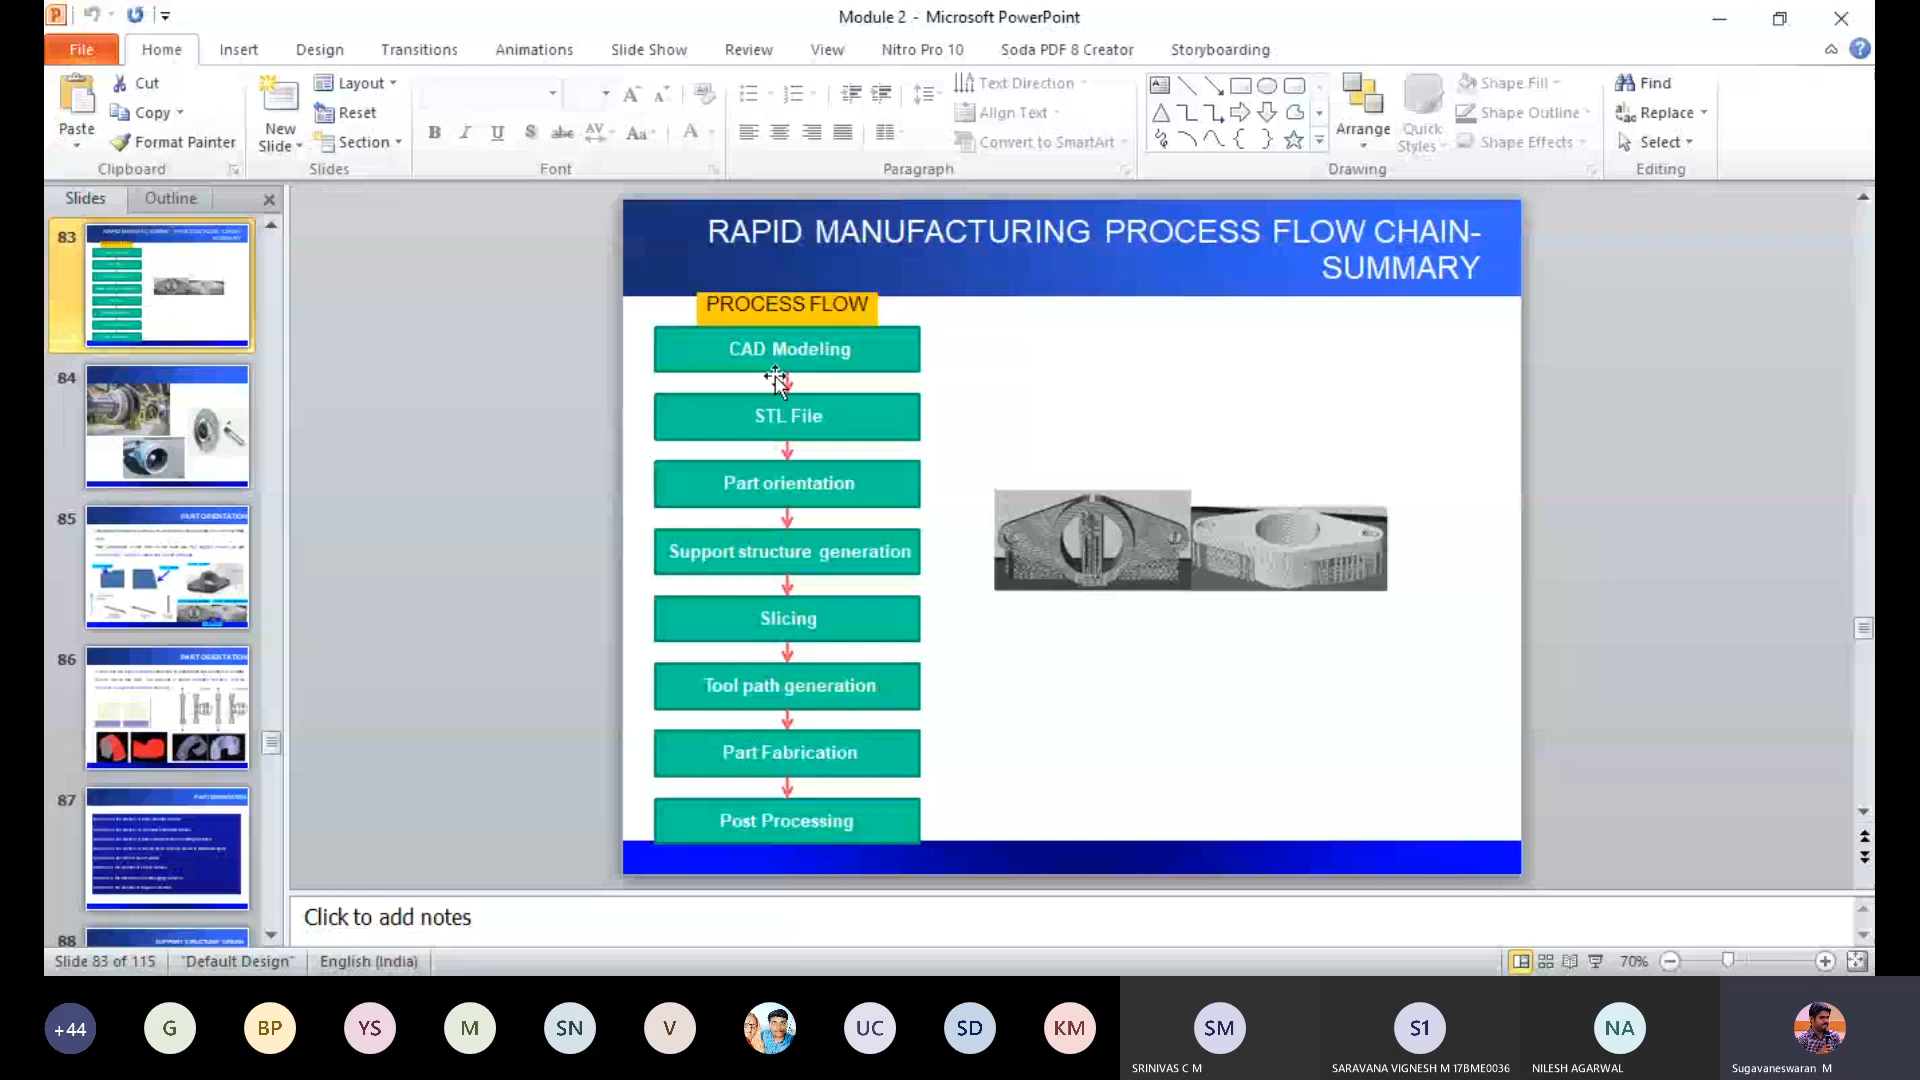 Module 2 - Microsoft PowerPoint
File Home Insert Design Transitions Animations Slide Show Review View Nitro Pro 10 Soda PDF 8 Creator Storyboarding
Cut Layout Text Direction Shape Fill Find
Copy Reset Align Text Shape Outline Replace
Paste Format Painter New Slide Section Convert to SmartArt Arrange Quick Styles Shape Effects Select
Clipboard Slides Font Paragraph Drawing Editing
Slides Outline
83
84
85
PART ORIENTATION
86
PART ORIENTATION
87
88
RAPID MANUFACTURING PROCESS FLOW CHAIN-
SUMMARY
PROCESS FLOW
CAD Modeling
STL File
Part orientation
Support structure generation
Slicing
Tool path generation
Part Fabrication
Post Processing
Click to add notes
Slide 83 of 115 "Default Design" English (India) 70%
+44 G BP YS M SN V UC SD KM SM S1 NA
SRINIVAS C M SARAVANA VIGNESH M 17BME0036 NILESH AGARWAL Sugavaneswaran M